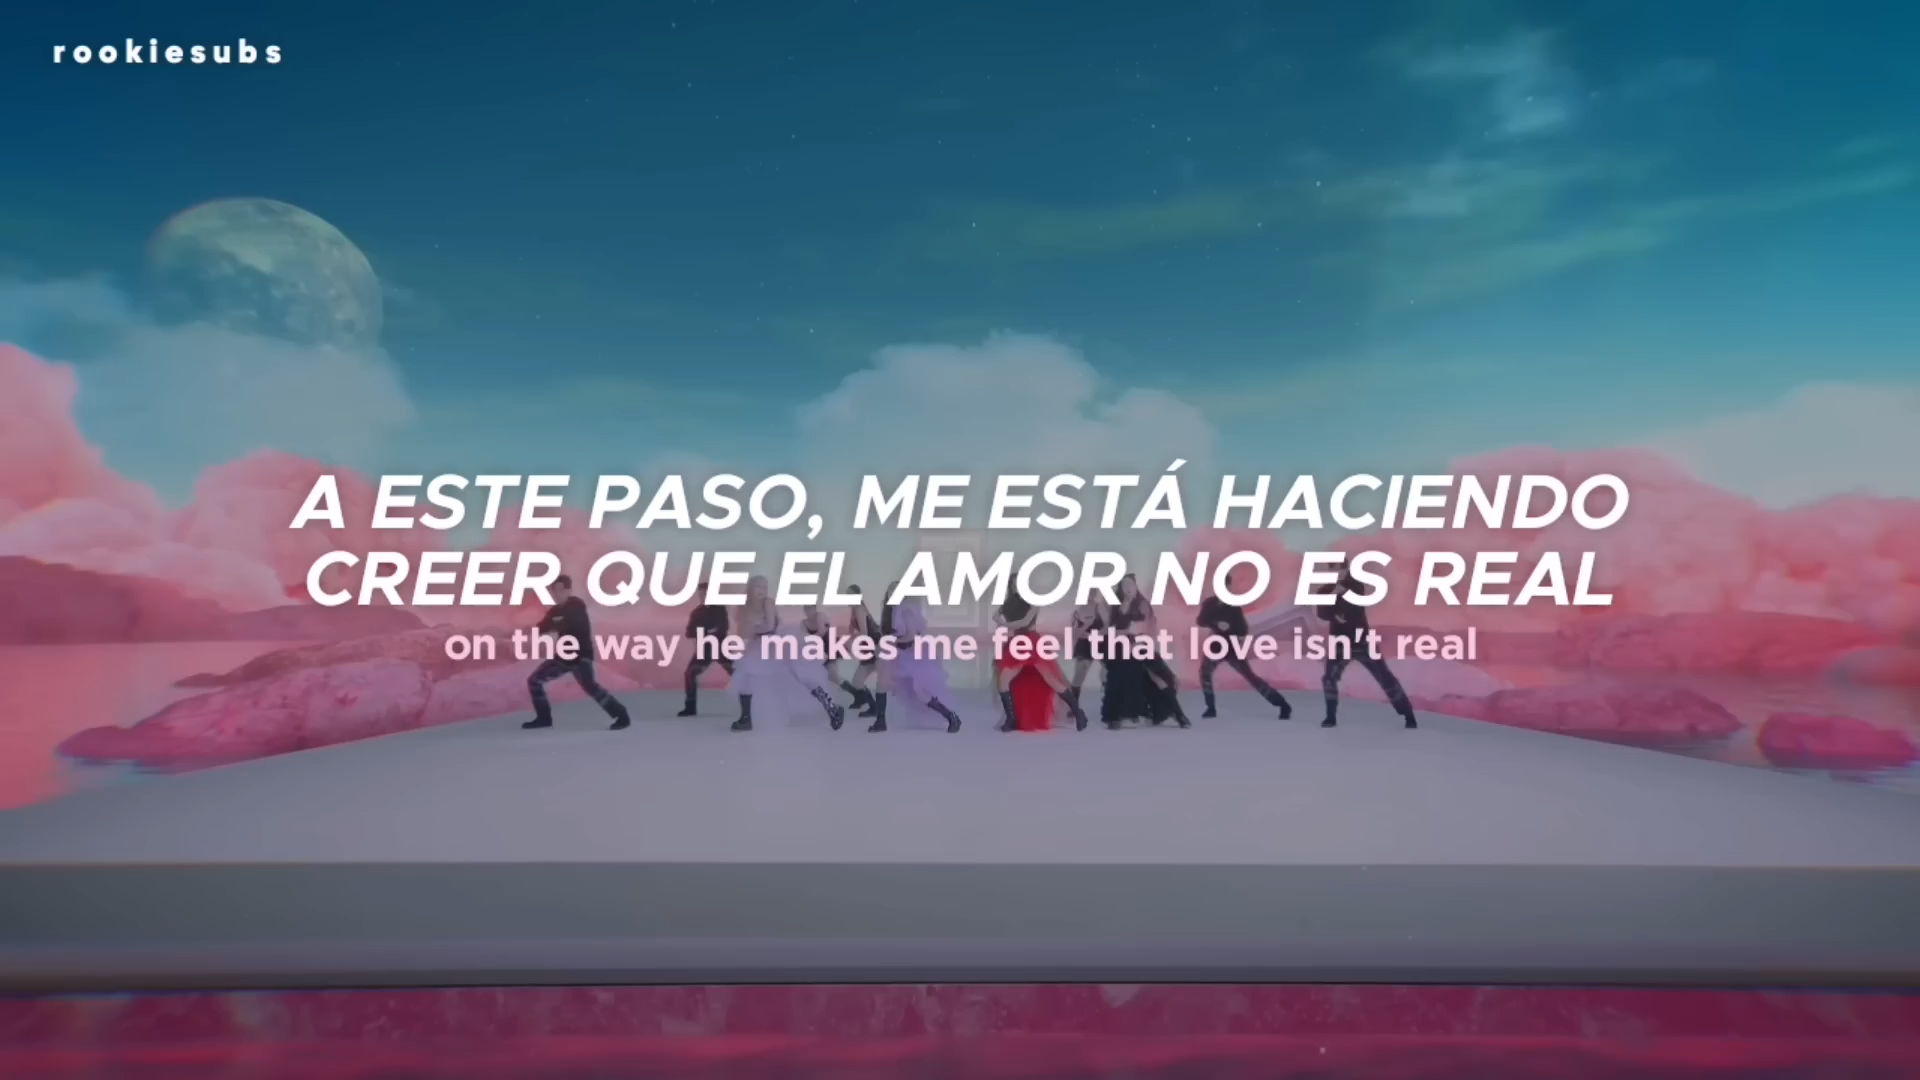 rookiesubs
A ESTE PASO, ME ESTÁ HACIENDO
CREER QUE EL AMOR NO ES REAL
on the way he makes me feel that love isn't real